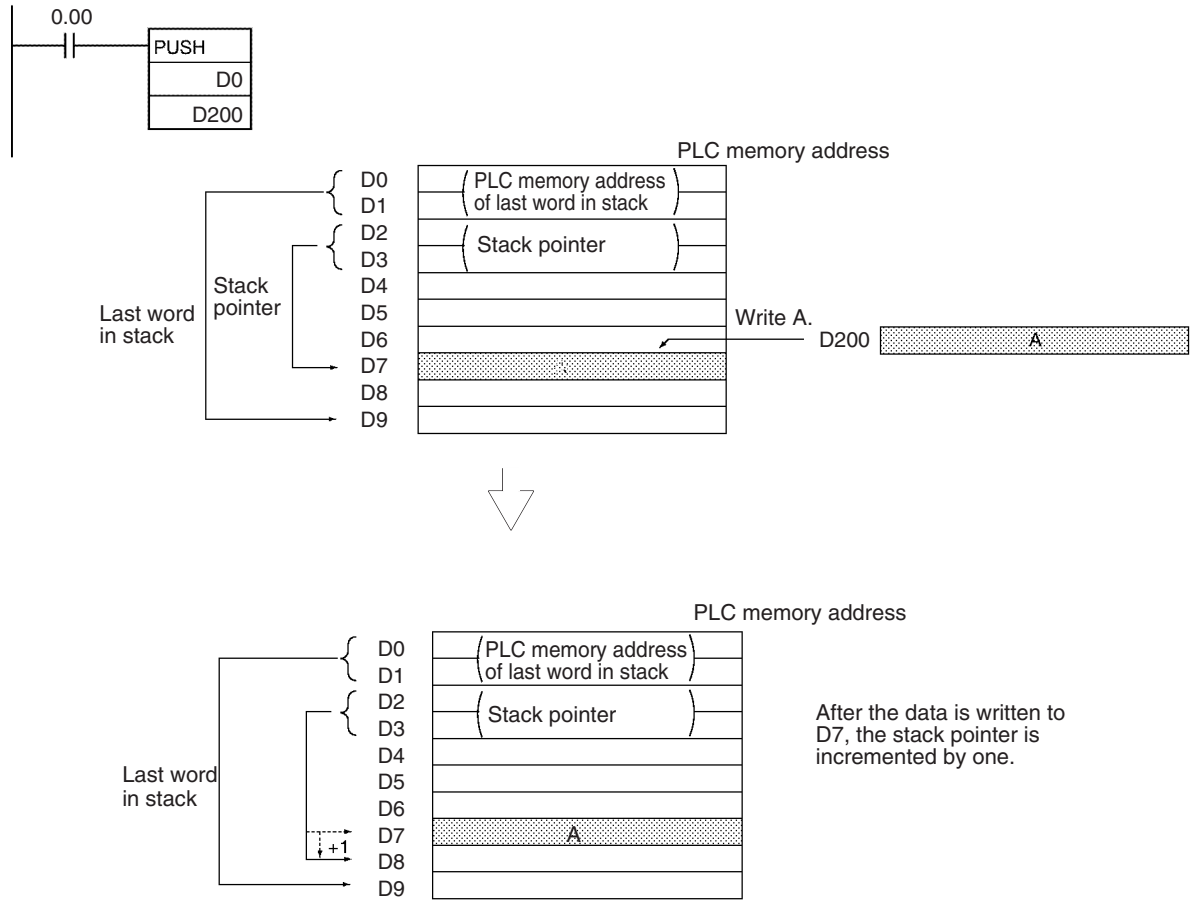 0.00
PUSH
D0
D200
PLC memory address
D0
D1
D2
D3
D4
D5
D6
D7
D8
D9
PLC memory address
of last word in stack
Stack pointer
Stack
pointer
Last word
in stack
Write A.
D200
A
A
PLC memory address
D0
D1
D2
D3
D4
D5
D6
D7
D8
D9
PLC memory address
of last word in stack
Stack pointer
Last word
in stack
+1
A
After the data is written to
D7, the stack pointer is
incremented by one.